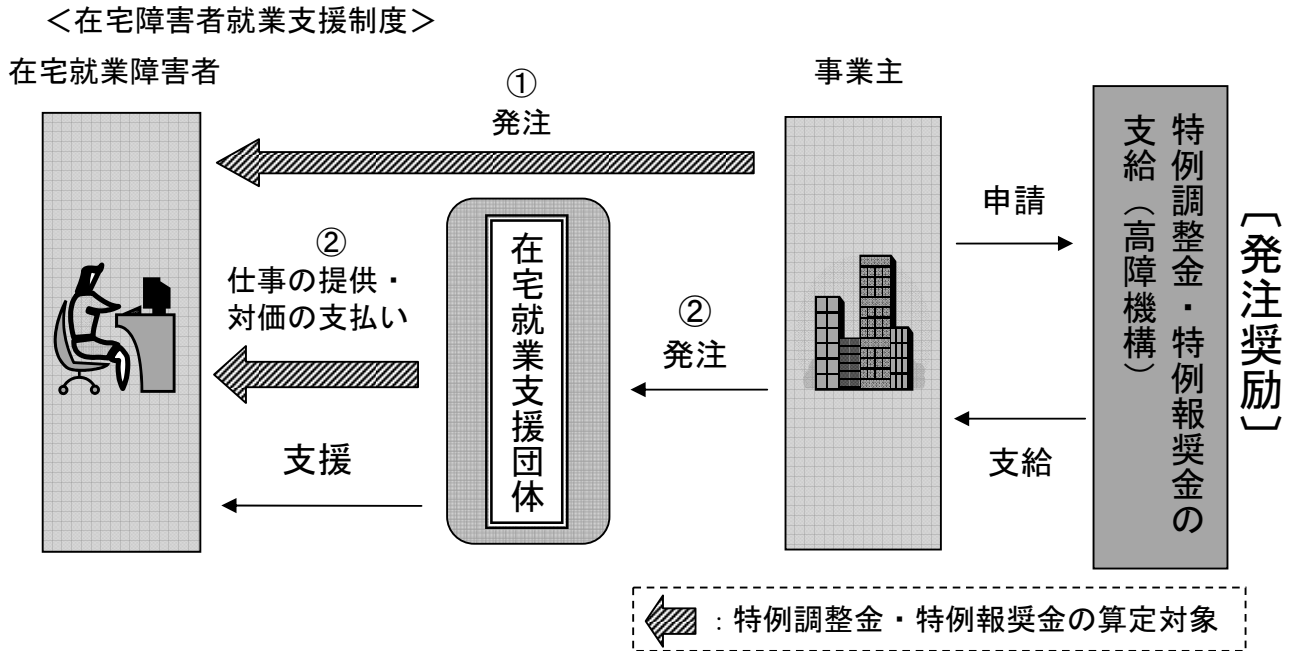 ＜在宅障害者就業支援制度＞
在宅就業障害者
事業主
①
発注
②
仕事の提供・
対価の支払い
支援
在宅就業支援団体
②
発注
申請
支給
特例調整金・特例報奨金の
支給（高障機構）
〔発注奨励〕
：特例調整金・特例報奨金の算定対象